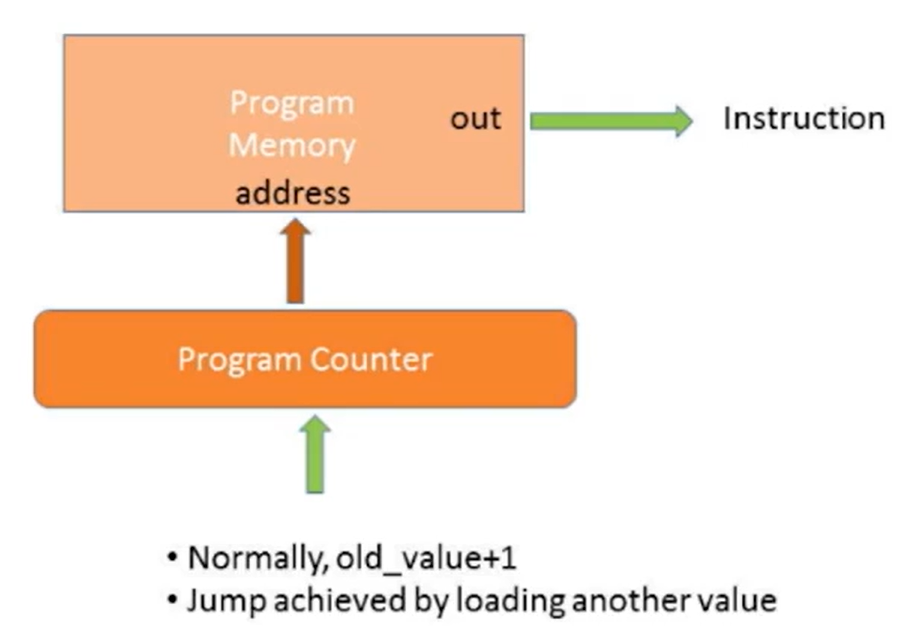 Program
Memory
out
Instruction
address
Program Counter
• Normally, old_value+1
• Jump achieved by loading another value